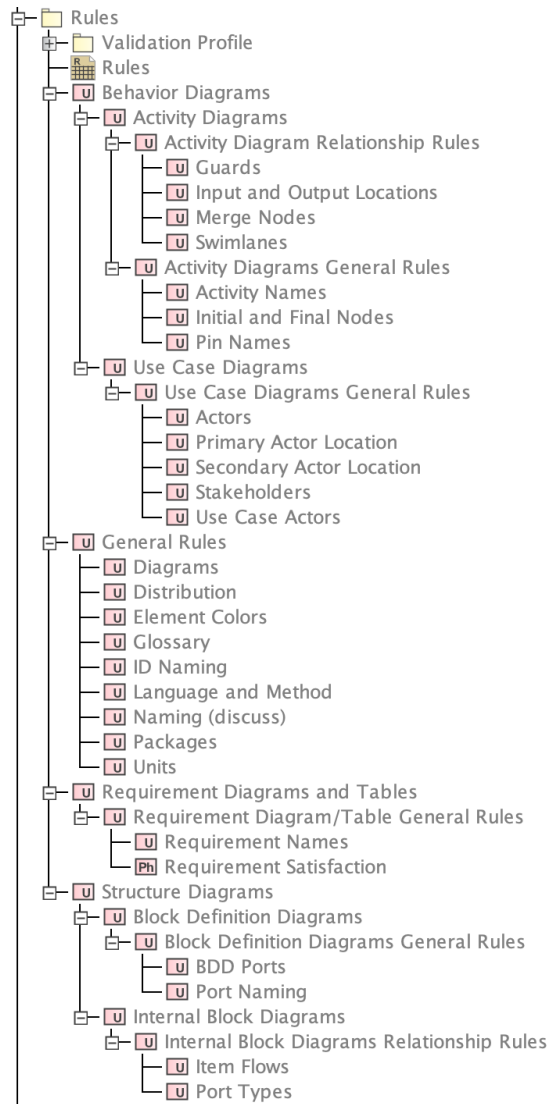 Rules
Validation Profile
R Rules
U Behavior Diagrams
U Activity Diagrams
U Activity Diagram Relationship Rules
U Guards
U Input and Output Locations
U Merge Nodes
U Swimlanes
U Activity Diagrams General Rules
U Activity Names
U Initial and Final Nodes
U Pin Names
U Use Case Diagrams
U Use Case Diagrams General Rules
U Actors
U Primary Actor Location
U Secondary Actor Location
U Stakeholders
U Use Case Actors
U General Rules
U Diagrams
U Distribution
U Element Colors
U Glossary
U ID Naming
U Language and Method
U Naming (discuss)
U Packages
U Units
U Requirement Diagrams and Tables
U Requirement Diagram/Table General Rules
U Requirement Names
Ph Requirement Satisfaction
U Structure Diagrams
U Block Definition Diagrams
U Block Definition Diagrams General Rules
U BDD Ports
U Port Naming
U Internal Block Diagrams
U Internal Block Diagrams Relationship Rules
U Item Flows
U Port Types